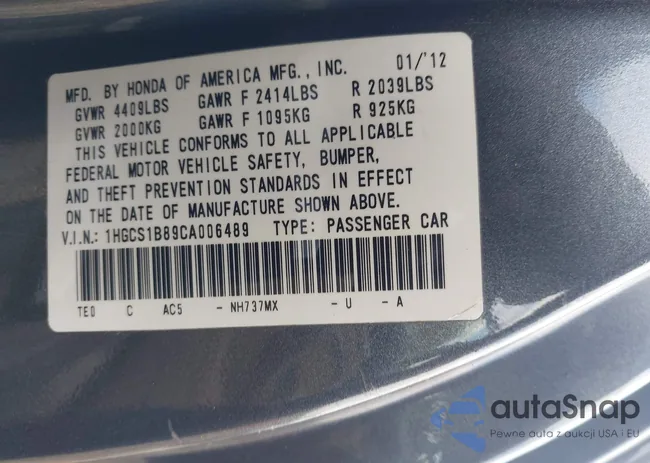 MFD. BY HONDA OF AMERICA MFG., INC. 01/'12
GVWR 4409LBS GAWR F 2414LBS R 2039LBS
GVWR 2000KG GAWR F 1095KG R 925KG
THIS VEHICLE CONFORMS TO ALL APPLICABLE
FEDERAL MOTOR VEHICLE SAFETY, BUMPER,
AND THEFT PREVENTION STANDARDS IN EFFECT
ON THE DATE OF MANUFACTURE SHOWN ABOVE.
V.I.N.: 1HGCS1B89CA006489 TYPE: PASSENGER CAR
TE0 C AC5 - NH737MX - U - A
autaSnap
Pewne auta z aukcji USA i EU